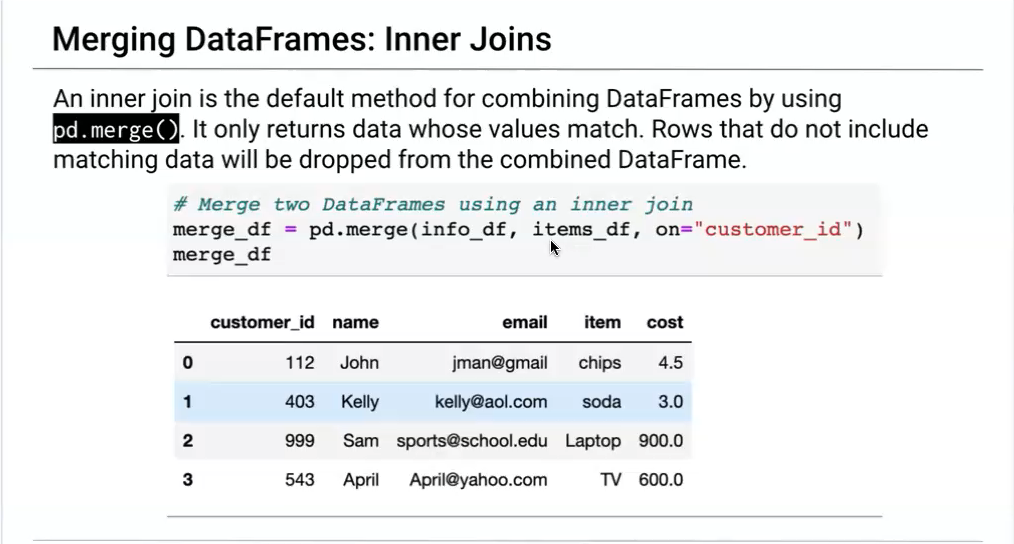 Merging DataFrames: Inner Joins
An inner join is the default method for combining DataFrames by using
pd.merge(). It only returns data whose values match. Rows that do not include
matching data will be dropped from the combined DataFrame.
# Merge two DataFrames using an inner join
merge_df = pd.merge(info_df, items_df, on="customer_id")
merge_df
customer_id name email item cost
0 112 John jman@gmail chips 4.5
1 403 Kelly kelly@aol.com soda 3.0
2 999 Sam sports@school.edu Laptop 900.0
3 543 April April@yahoo.com TV 600.0